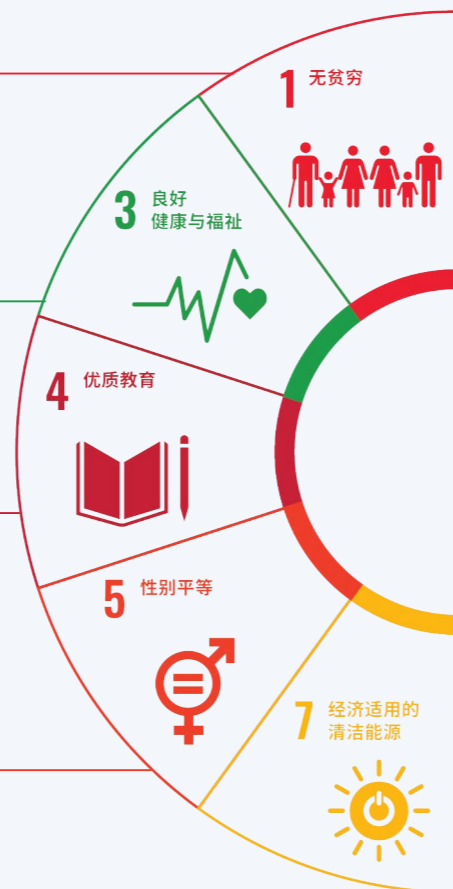 1 无贫穷
3 良好
健康与福祉
4 优质教育
5 性别平等
7 经济适用的
清洁能源